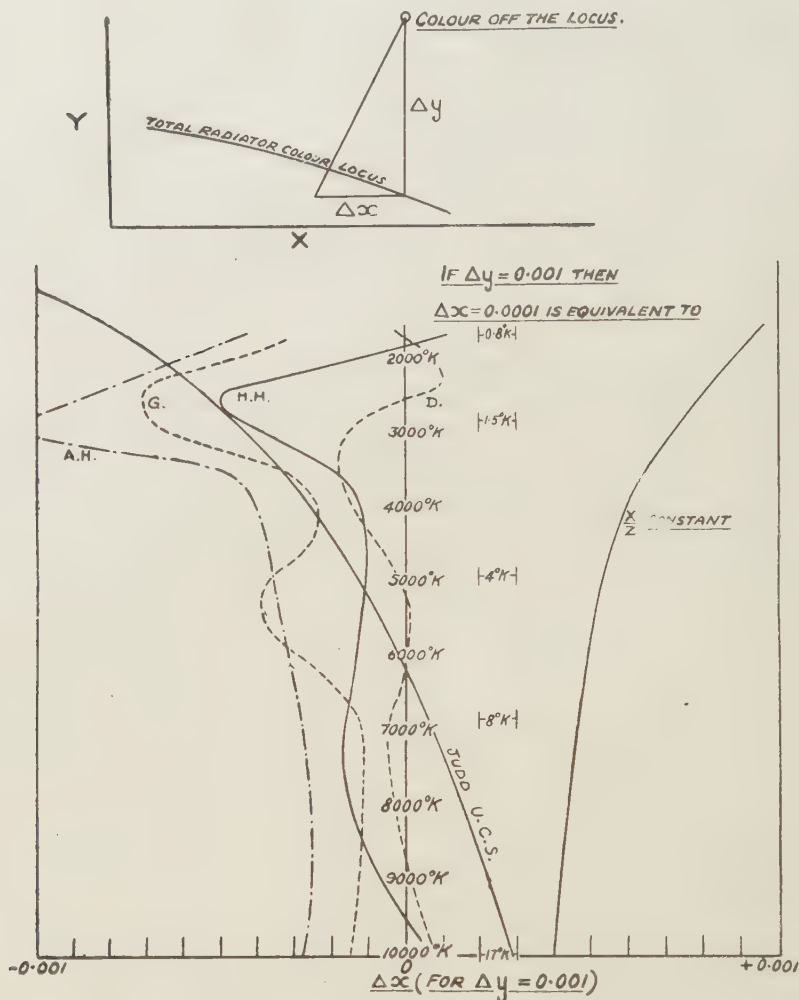 COLOUR OFF THE LOCUS.
Y
Δy
TOTAL RADIATOR COLOUR LOCUS
Δx
X
IF Δy = 0.001 THEN
Δx = 0.0001 IS EQUIVALENT TO
0.8°K
2000°K
G.
H.H.
D.
1.5°K
3000°K
A.H.
4000°K
X/Z
5000°K
4°K
6000°K
8°K
7000°K
JUDD U.C.S.
8000°K
9000°K
10000°K
17°K
-0.001
0
+0.001
Δx (FOR Δy = 0.001)